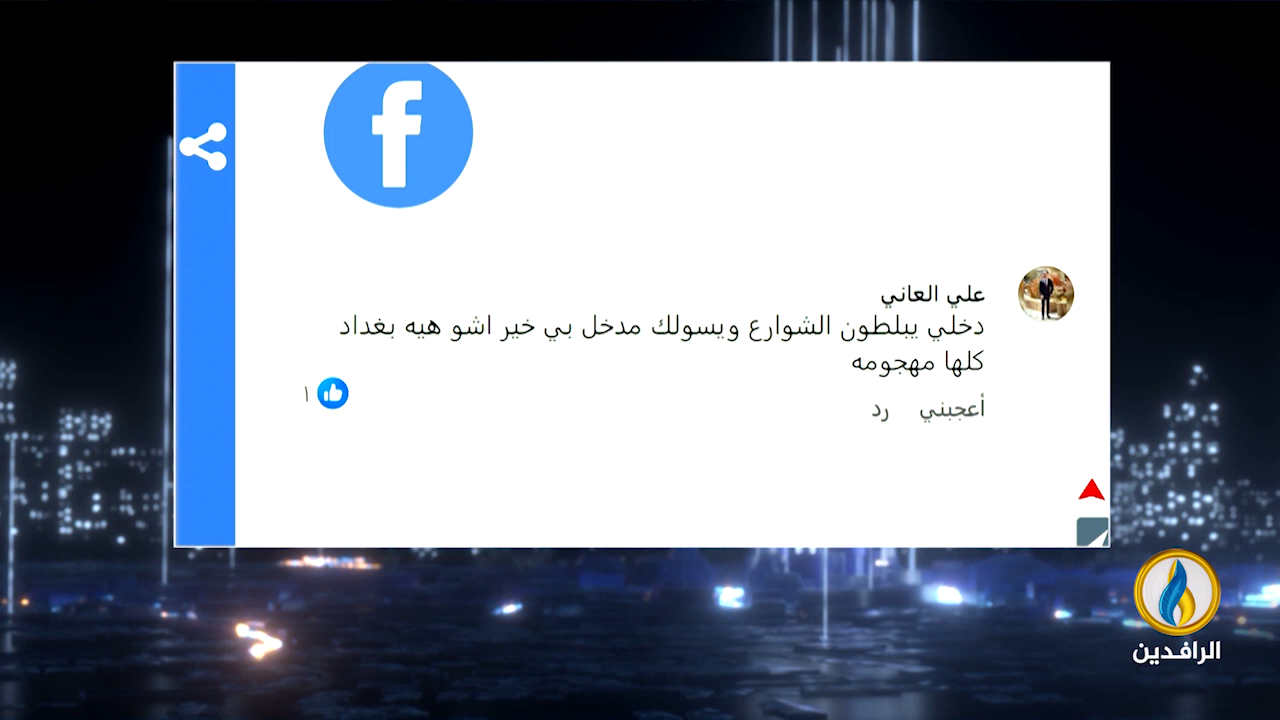 علي العاني
دخلي يبلطون الشوارع ويسولك مدخل بي خير اشو هيه بغداد
كلها مهجومه
١
أعجبني رد
الرافدين